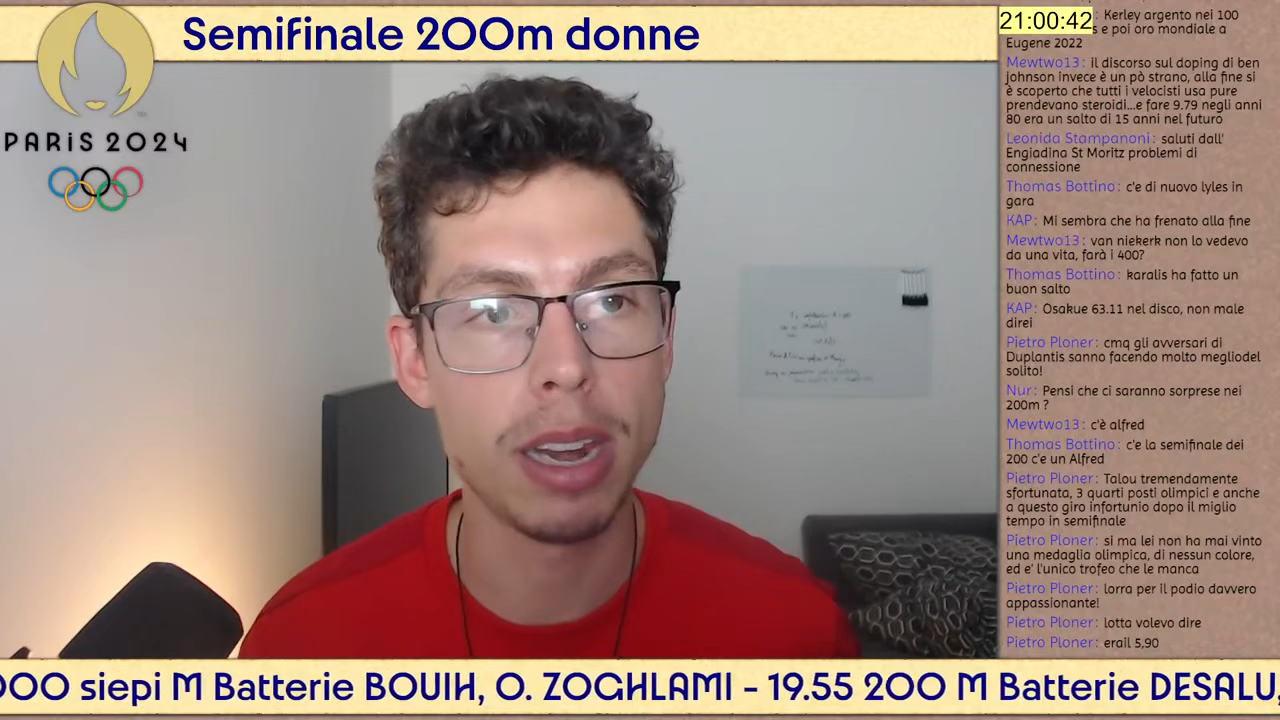 Semifinale 200m donne
PARIS 2024
21:00:42
: Kerley argento nei 100
s e poi oro mondiale a
Eugene 2022
Mewtwo13: il discorso sul doping di ben
johnson invece è un pò strano, alla fine si
è scoperto che tutti i velocisti usa pure
prendevano steroidi...e fare 9.79 negli anni
80 era un salto di 15 anni nel futuro
Leonida Stampanoni: saluti dall'
Engiadina St Moritz problemi di
connessione
Thomas Bottino: c'e di nuovo lyles in
gara
KAP: Mi sembra che ha frenato alla fine
Mewtwo13: van niekerk non lo vedevo
da una vita, farà i 400?
Thomas Bottino: karalis ha fatto un
buon salto
KAP: Osakue 63.11 nel disco, non male
direi
Pietro Ploner: cmq gli avversari di
Duplantis sanno facendo molto megliodel
solito!
Nur: Pensi che ci saranno sorprese nei
200m ?
Mewtwo13: c'è alfred
Thomas Bottino: c'e la semifinale dei
200 c'e un Alfred
Pietro Ploner: Talou tremendamente
sfortunata, 3 quarti posti olimpici e anche
a questo giro infortunio dopo il miglio
tempo in semifinale
Pietro Ploner: si ma lei non ha mai vinto
una medaglia olimpica, di nessun colore,
ed e' l'unico trofeo che le manca
Pietro Ploner: lorra per il podio davvero
appassionante!
Pietro Ploner: lotta volevo dire
Pietro Ploner: erail 5,90
000 siepi M Batterie BOUIH, O. ZOGHLAMI - 19.55 200 M Batterie DESALU,